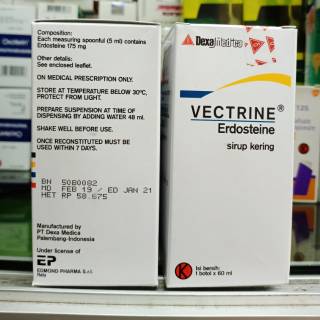 Composition:
Each measuring spoonful (5 ml) contains
Erdosteine 175 mg
Other details:
See enclosed leaflet.
ON MEDICAL PRESCRIPTION ONLY.
STORE AT TEMPERATURE BELOW 30°C,
PROTECT FROM LIGHT.
PREPARE SUSPENSION AT TIME OF
DISPENSING BY ADDING WATER 48 ml.
SHAKE WELL BEFORE USE.
ONCE RECONSTITUTED MUST BE
USED WITHIN 7 DAYS.
BN 5080082
MD FEB 19 / ED JAN 21
HET RP 58.675
Manufactured by
PT Dexa Medica
Palembang-Indonesia
Under license of
EP
EDMOND PHARMA S.r.l.
Italy
Dexa Medica
VECTRINE®
Erdosteine
sirup kering
K
Isi bersih:
1 botol x 60 ml